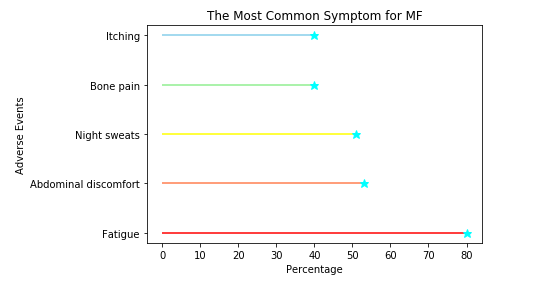 The Most Common Symptom for MF
Itching
Bone pain
Night sweats
Abdominal discomfort
Fatigue
Adverse Events
0 10 20 30 40 50 60 70 80
Percentage